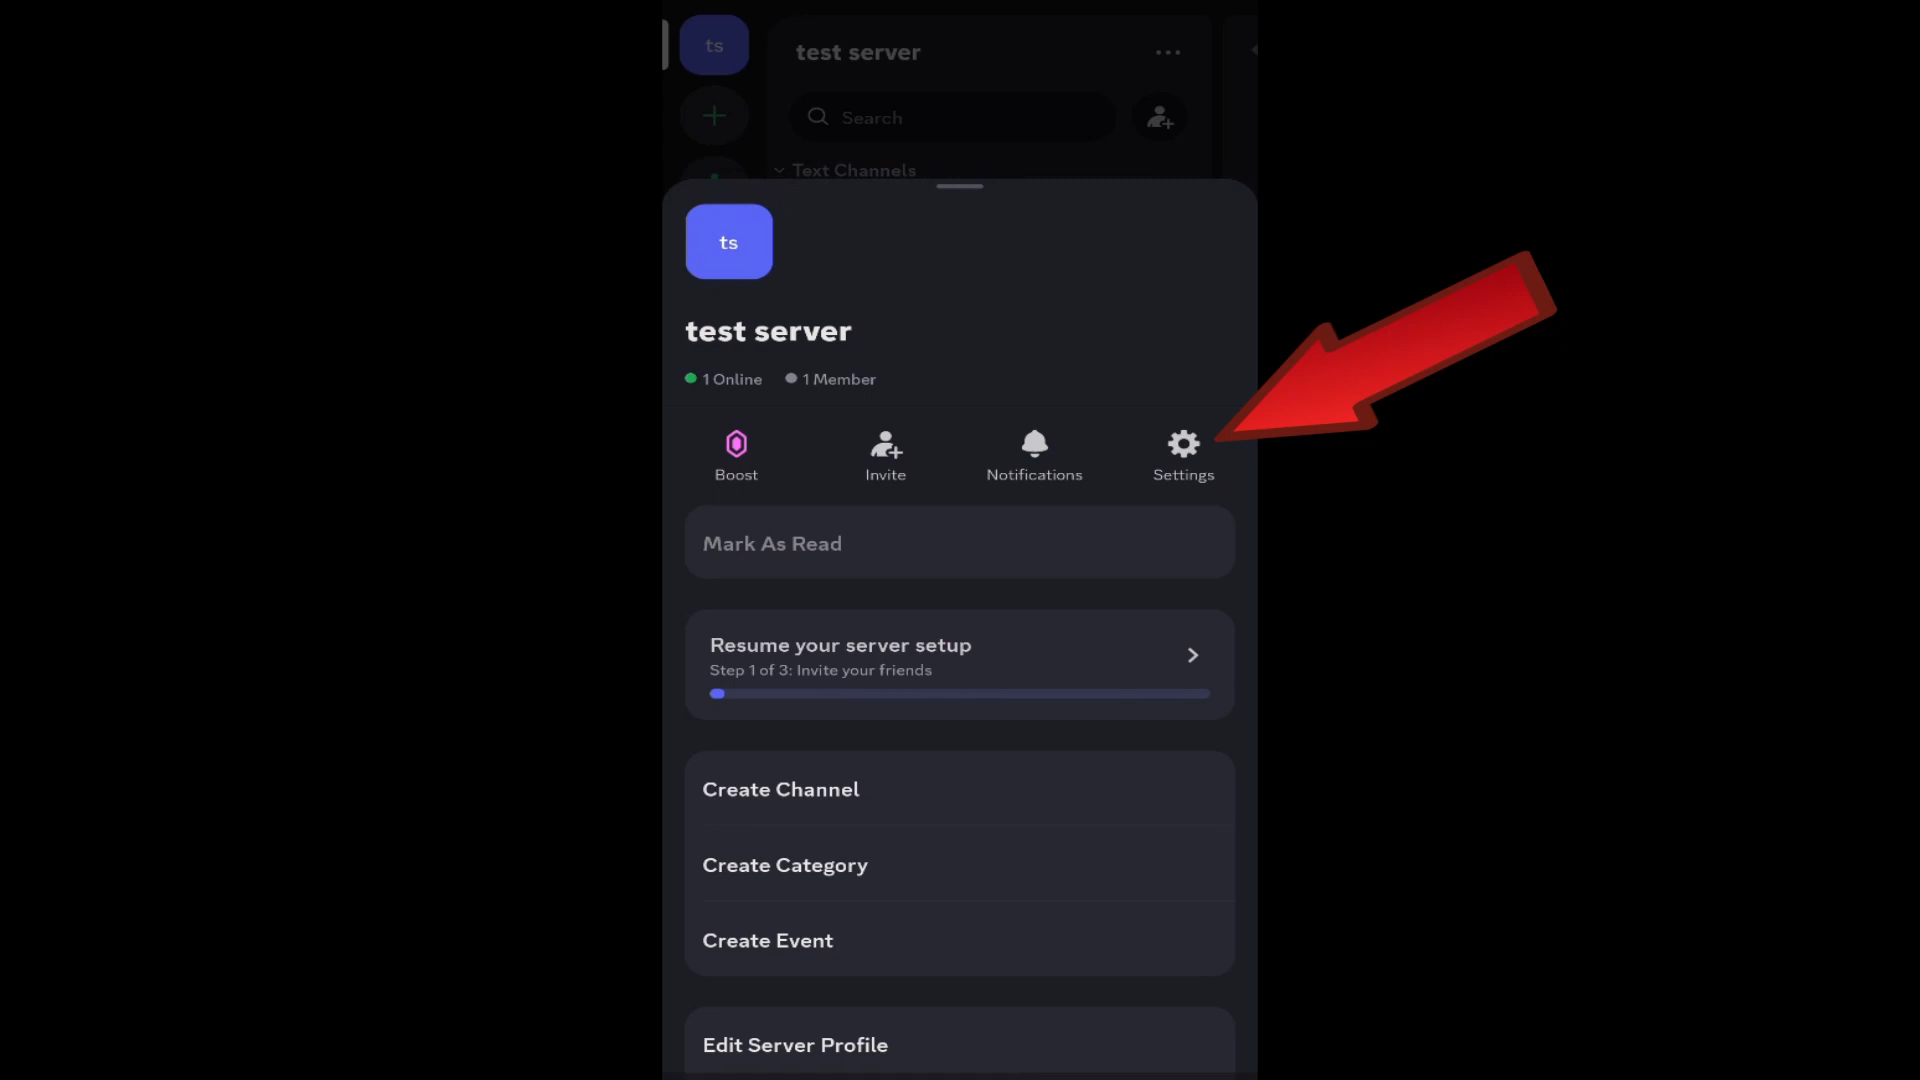 ts
test server
Search
Text Channels
ts
test server
1 Online
1 Member
Boost
Invite
Notifications
Settings
Mark As Read
Resume your server setup
Step 1 of 3: Invite your friends
Create Channel
Create Category
Create Event
Edit Server Profile